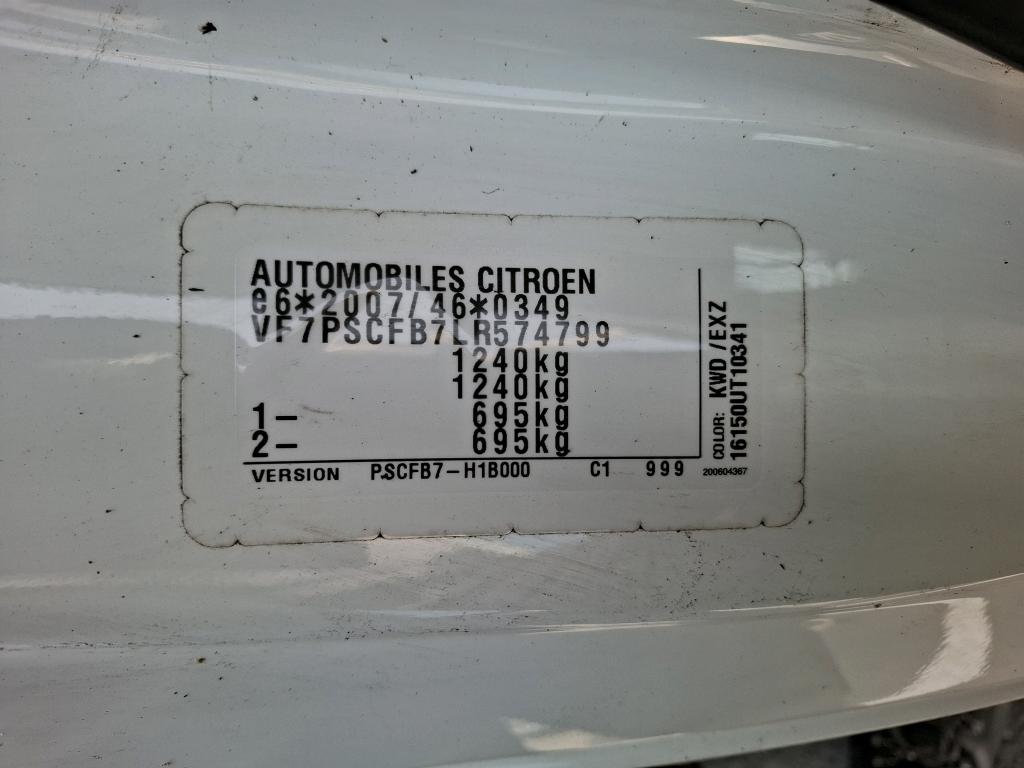 AUTOMOBILES CITROEN
e6*2007/46*0349
VF7PSCFB7LR574799
1240kg
1240kg
1- 695kg
2- 695kg
VERSION PSCFB7-H1B000 C1 999
COLOR: KWD/EXZ
16150UT10341
200604367